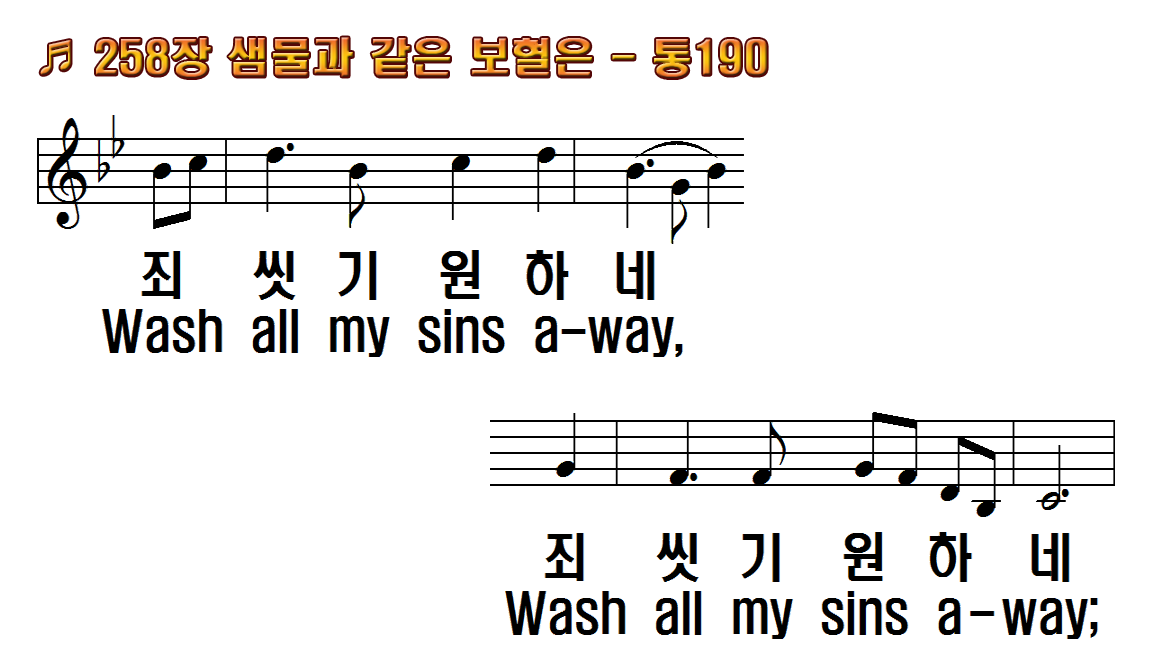 ♬ 258장 샘물과 같은 보혈은 - 통190
죄 씻 기 원 하 네
Wash all my sins a-way,
죄 씻 기 원 하 네
Wash all my sins a-way;